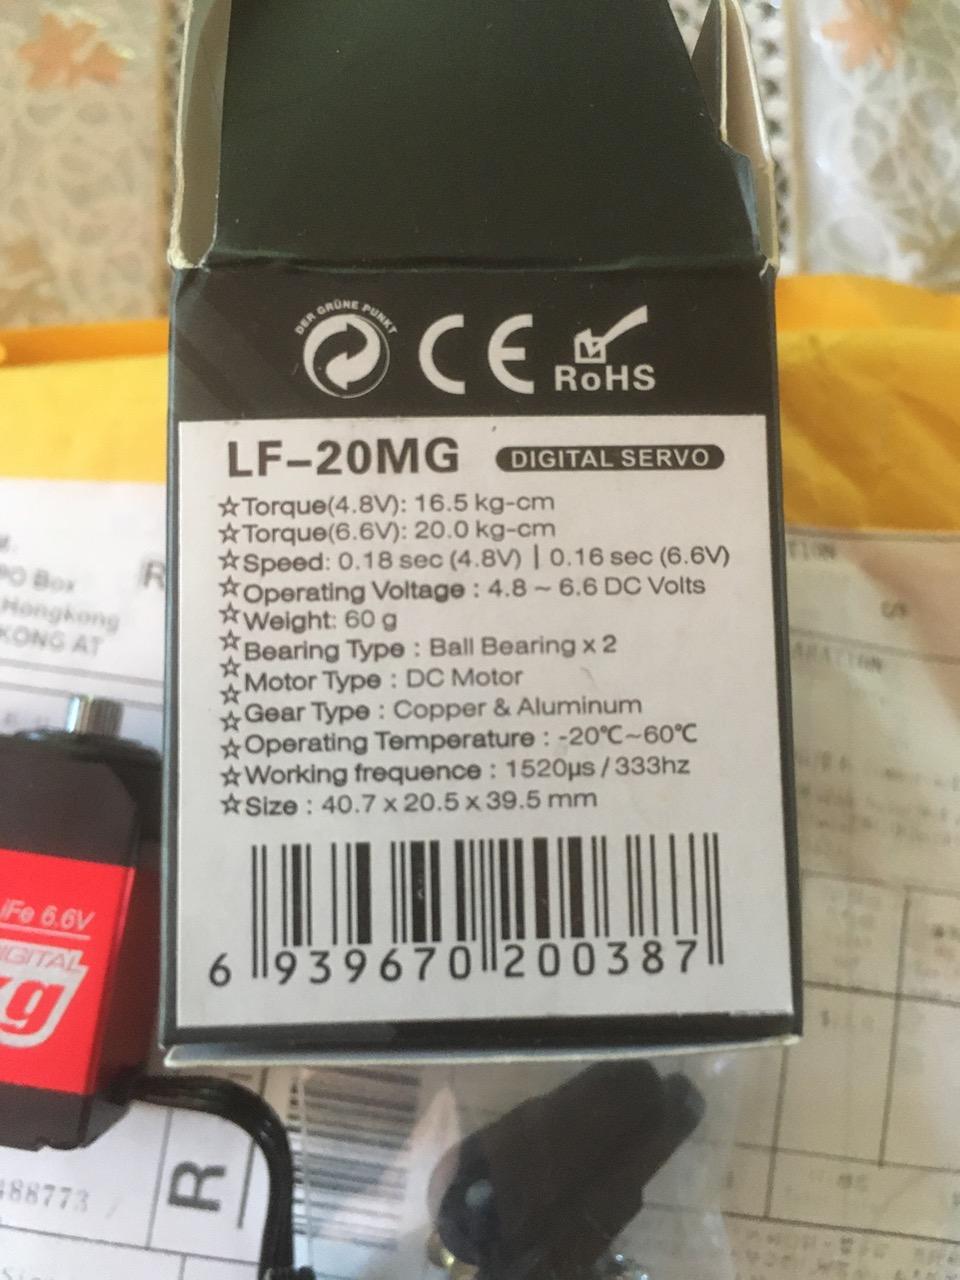 DER GRÜNE PUNKT
CE
RoHS
LF-20MG DIGITAL SERVO
☆Torque(4.8V): 16.5 kg-cm
☆Torque(6.6V): 20.0 kg-cm
☆Speed: 0.18 sec (4.8V) | 0.16 sec (6.6V)
☆Operating Voltage : 4.8 ~ 6.6 DC Volts
☆Weight: 60 g
☆Bearing Type : Ball Bearing x 2
☆Motor Type : DC Motor
☆Gear Type : Copper & Aluminum
☆Operating Temperature : -20℃~60℃
☆Working frequence : 1520µs / 333hz
☆Size : 40.7 x 20.5 x 39.5 mm
6 939670 200387
PO Box
Hongkong
KONG AT
R
iFe 6.6V
DIGITAL
kg
488773
R